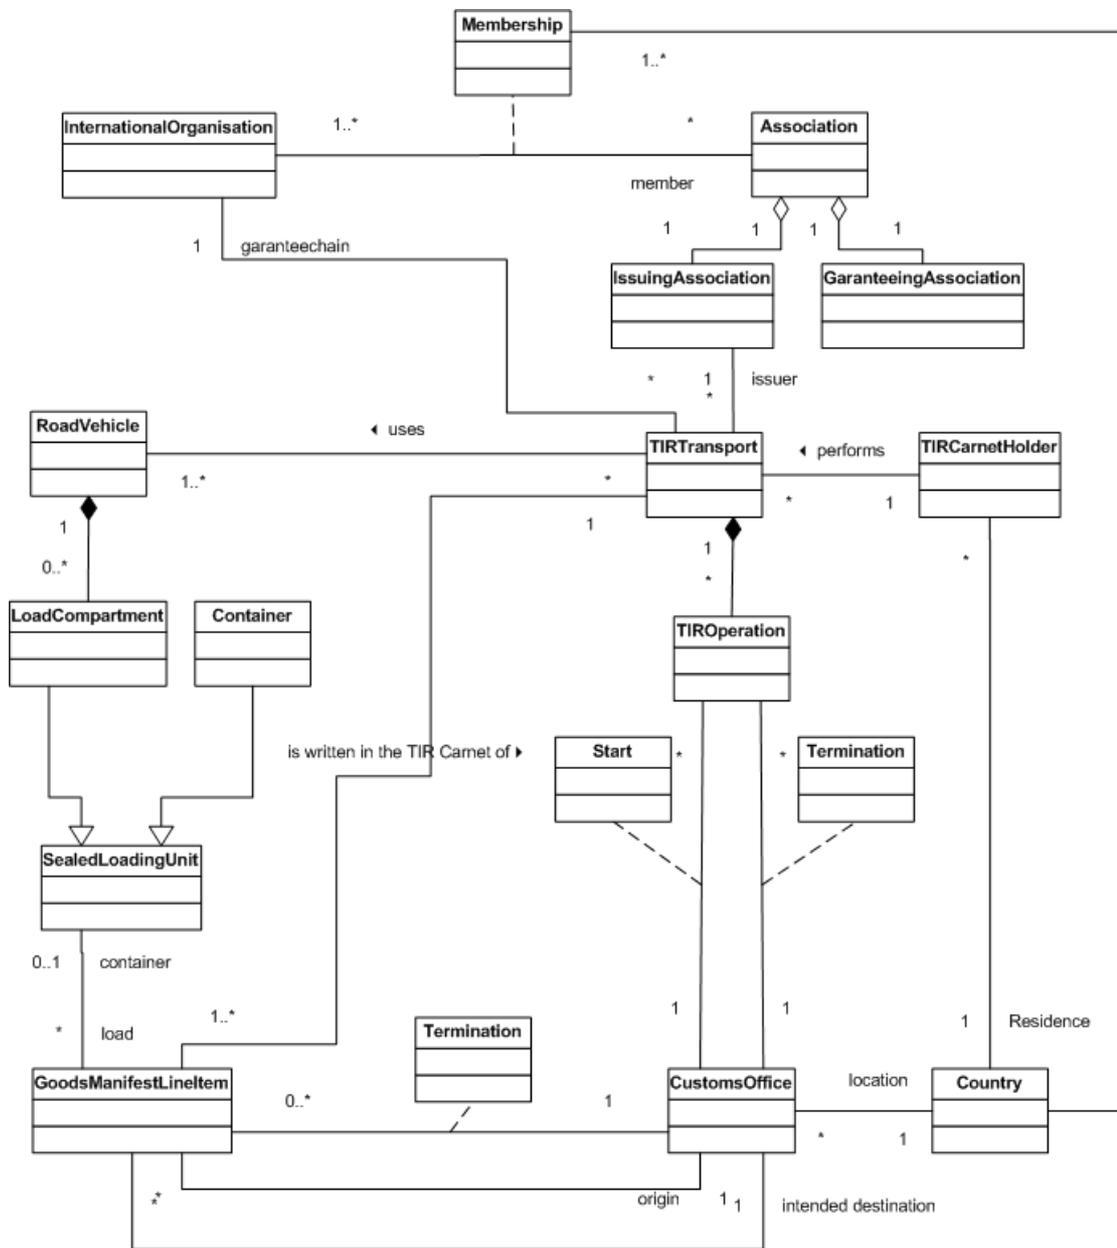 Membership
1..*
InternationalOrganisation
1..*
*
Association
member
1
garanteechain
1
1
1
1
IssuingAssociation
GaranteeingAssociation
*
1
issuer
*
RoadVehicle
uses
TIRTransport
performs
TIRCarnetHolder
1..*
*
*
1
1
1
1
*
0..*
*
LoadCompartment
Container
TIROperation
is written in the TIR Carnet of
Start
*
*
Termination
SealedLoadingUnit
0..1
container
*
load
1..*
Termination
1
1
1
Residence
GoodsManifestLineItem
0..*
1
CustomsOffice
location
Country
*
1
*
*
origin
1
1
intended destination